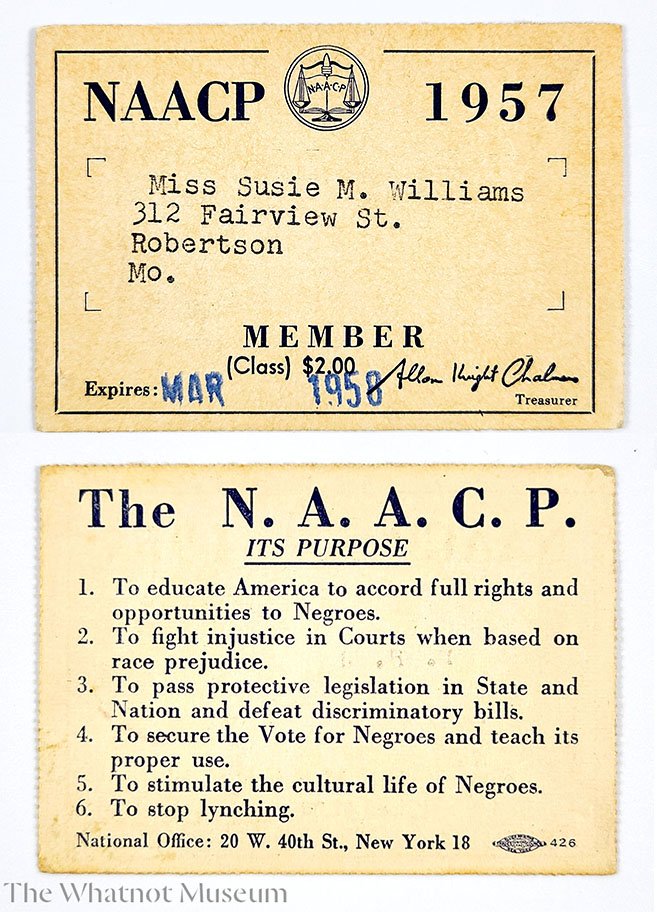 NAACP N·A·A·C·P 1957
Miss Susie M. Williams
312 Fairview St.
Robertson
Mo.
MEMBER
(Class) $2.00
Expires: MAR 1958 Allan Knight Chalmers
Treasurer
The N. A. A. C. P.
ITS PURPOSE
1. To educate America to accord full rights and
opportunities to Negroes.
2. To fight injustice in Courts when based on
race prejudice.
3. To pass protective legislation in State and
Nation and defeat discriminatory bills.
4. To secure the Vote for Negroes and teach its
proper use.
5. To stimulate the cultural life of Negroes.
6. To stop lynching.
National Office: 20 W. 40th St., New York 18 426
The Whatnot Museum